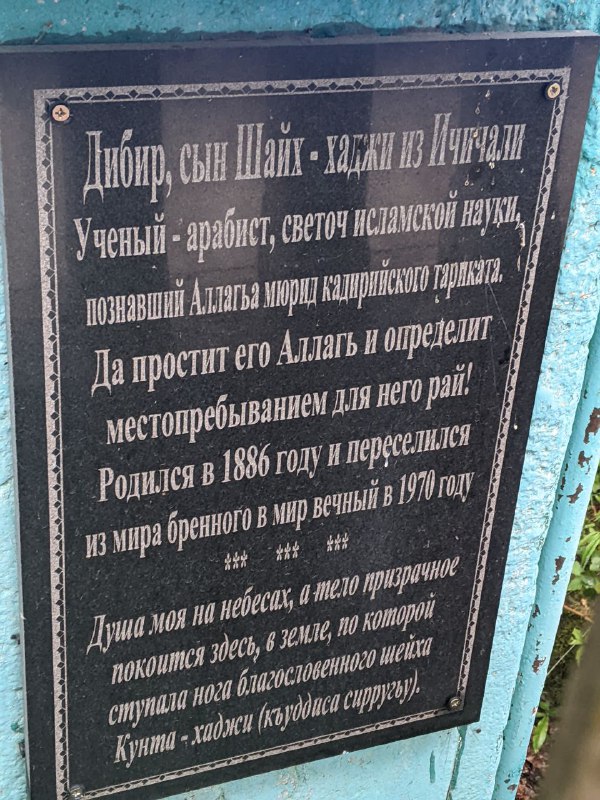 Дибир, сын Шайх - хаджи из Ичичали
Ученый - арабист, светоч исламской науки,
познавший Аллагьа мюрид кадирийского тариката.
Да простит его Аллагь и определит
местопребыванием для него рай!
Родился в 1886 году и переселился
из мира бренного в мир вечный в 1970 году
*** *** ***
Душа моя на небесах, а тело призрачное
покоится здесь, в земле, по которой
ступала нога благословенного шейха
Кунта - хаджи (къуддаса сирругьу).